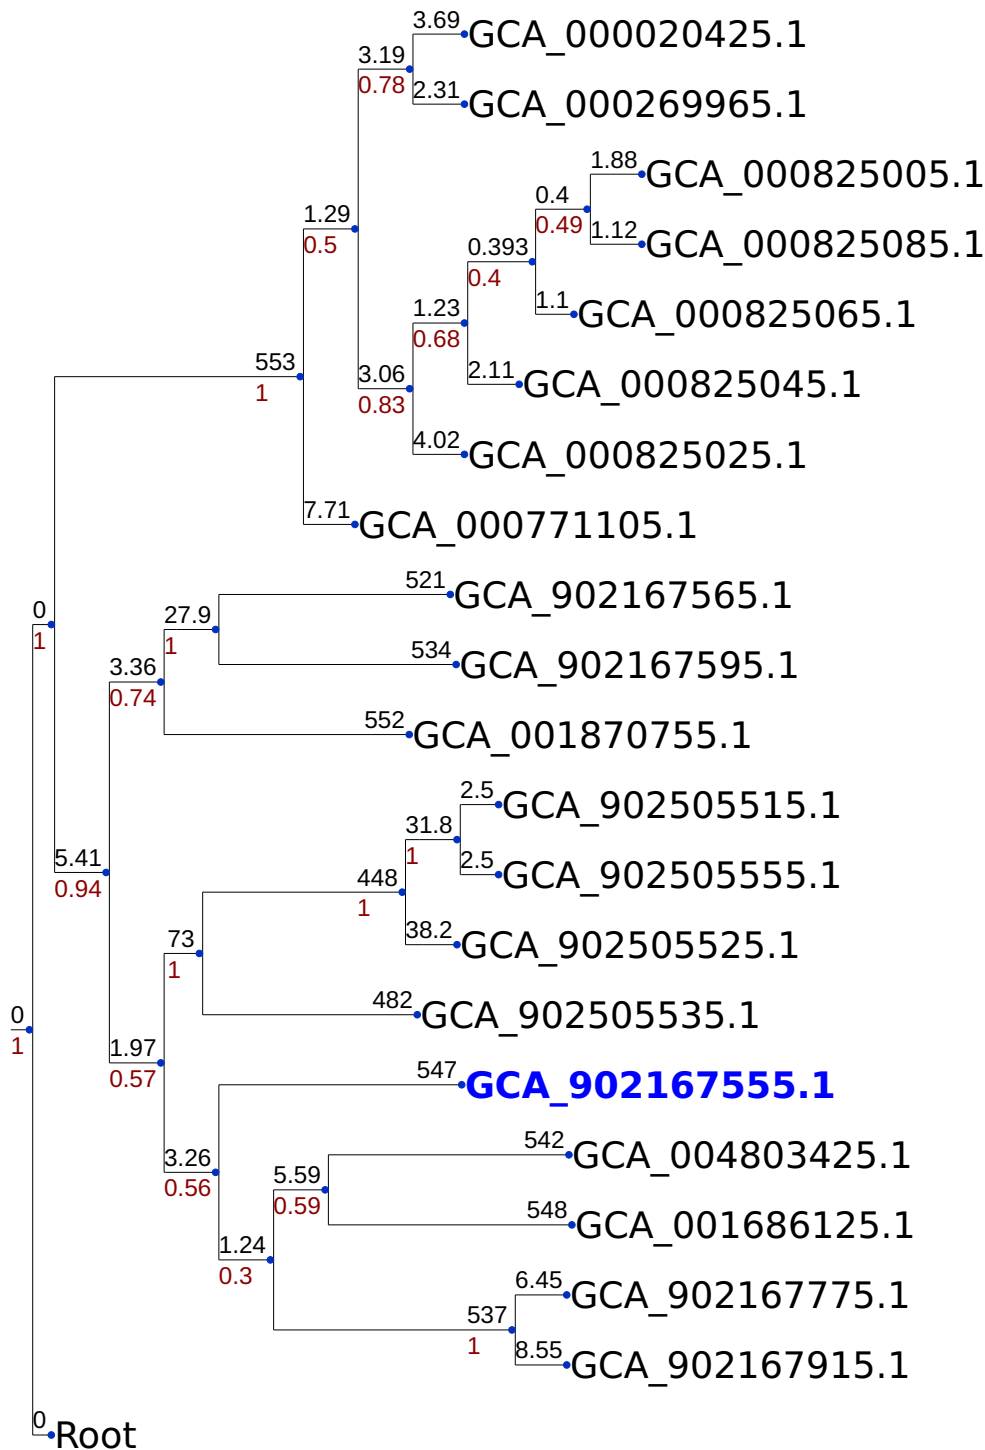 3.69 GCA_000020425.1
3.19
0.78
2.31 GCA_000269965.1
1.88 GCA_000825005.1
0.4
0.49
1.12 GCA_000825085.1
1.29
0.5
0.393
0.4
1.1 GCA_000825065.1
1.23
0.68
2.11 GCA_000825045.1
553
1
3.06
0.83
4.02 GCA_000825025.1
7.71 GCA_000771105.1
521 GCA_902167565.1
0
1
27.9
1
534 GCA_902167595.1
3.36
0.74
552 GCA_001870755.1
2.5 GCA_902505515.1
31.8
1
5.41
0.94
2.5 GCA_902505555.1
448
1
38.2 GCA_902505525.1
73
1
482 GCA_902505535.1
0
1
1.97
0.57
547 GCA_902167555.1
542 GCA_004803425.1
3.26
0.56
5.59
0.59
548 GCA_001686125.1
1.24
0.3
6.45 GCA_902167775.1
537
1
8.55 GCA_902167915.1
0 Root